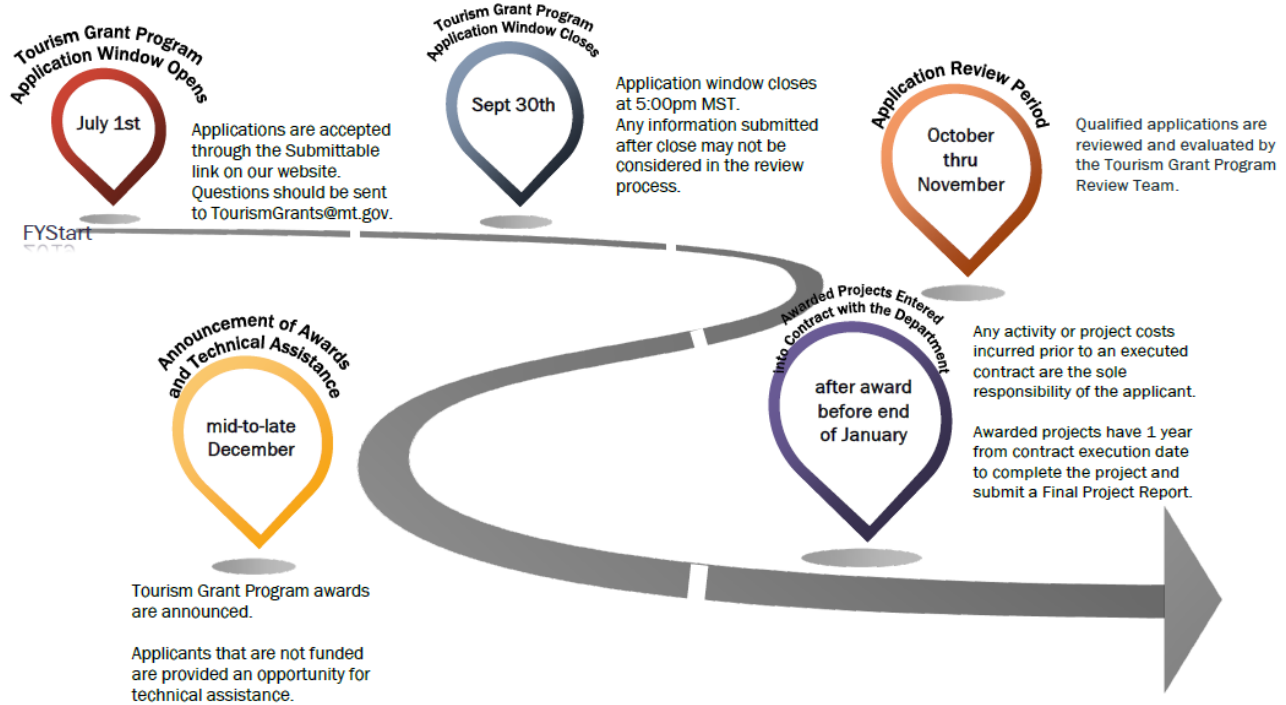 Tourism Grant Program
Application Window Opens
July 1st
Applications are accepted
through the Submittable
link on our website.
Questions should be sent
to TourismGrants@mt.gov.
FYStart
Tourism Grant Program
Application Window Closes
Sept 30th
Application window closes
at 5:00pm MST.
Any information submitted
after close may not be
considered in the review
process.
Application Review Period
October
thru
November
Qualified applications are
reviewed and evaluated by
the Tourism Grant Program
Review Team.
Announcement of Awards
and Technical Assistance
mid-to-late
December
Tourism Grant Program awards
are announced.
Applicants that are not funded
are provided an opportunity for
technical assistance.
Awarded Projects Entered
into Contract with the Department
after award
before end
of January
Any activity or project costs
incurred prior to an executed
contract are the sole
responsibility of the applicant.
Awarded projects have 1 year
from contract execution date
to complete the project and
submit a Final Project Report.